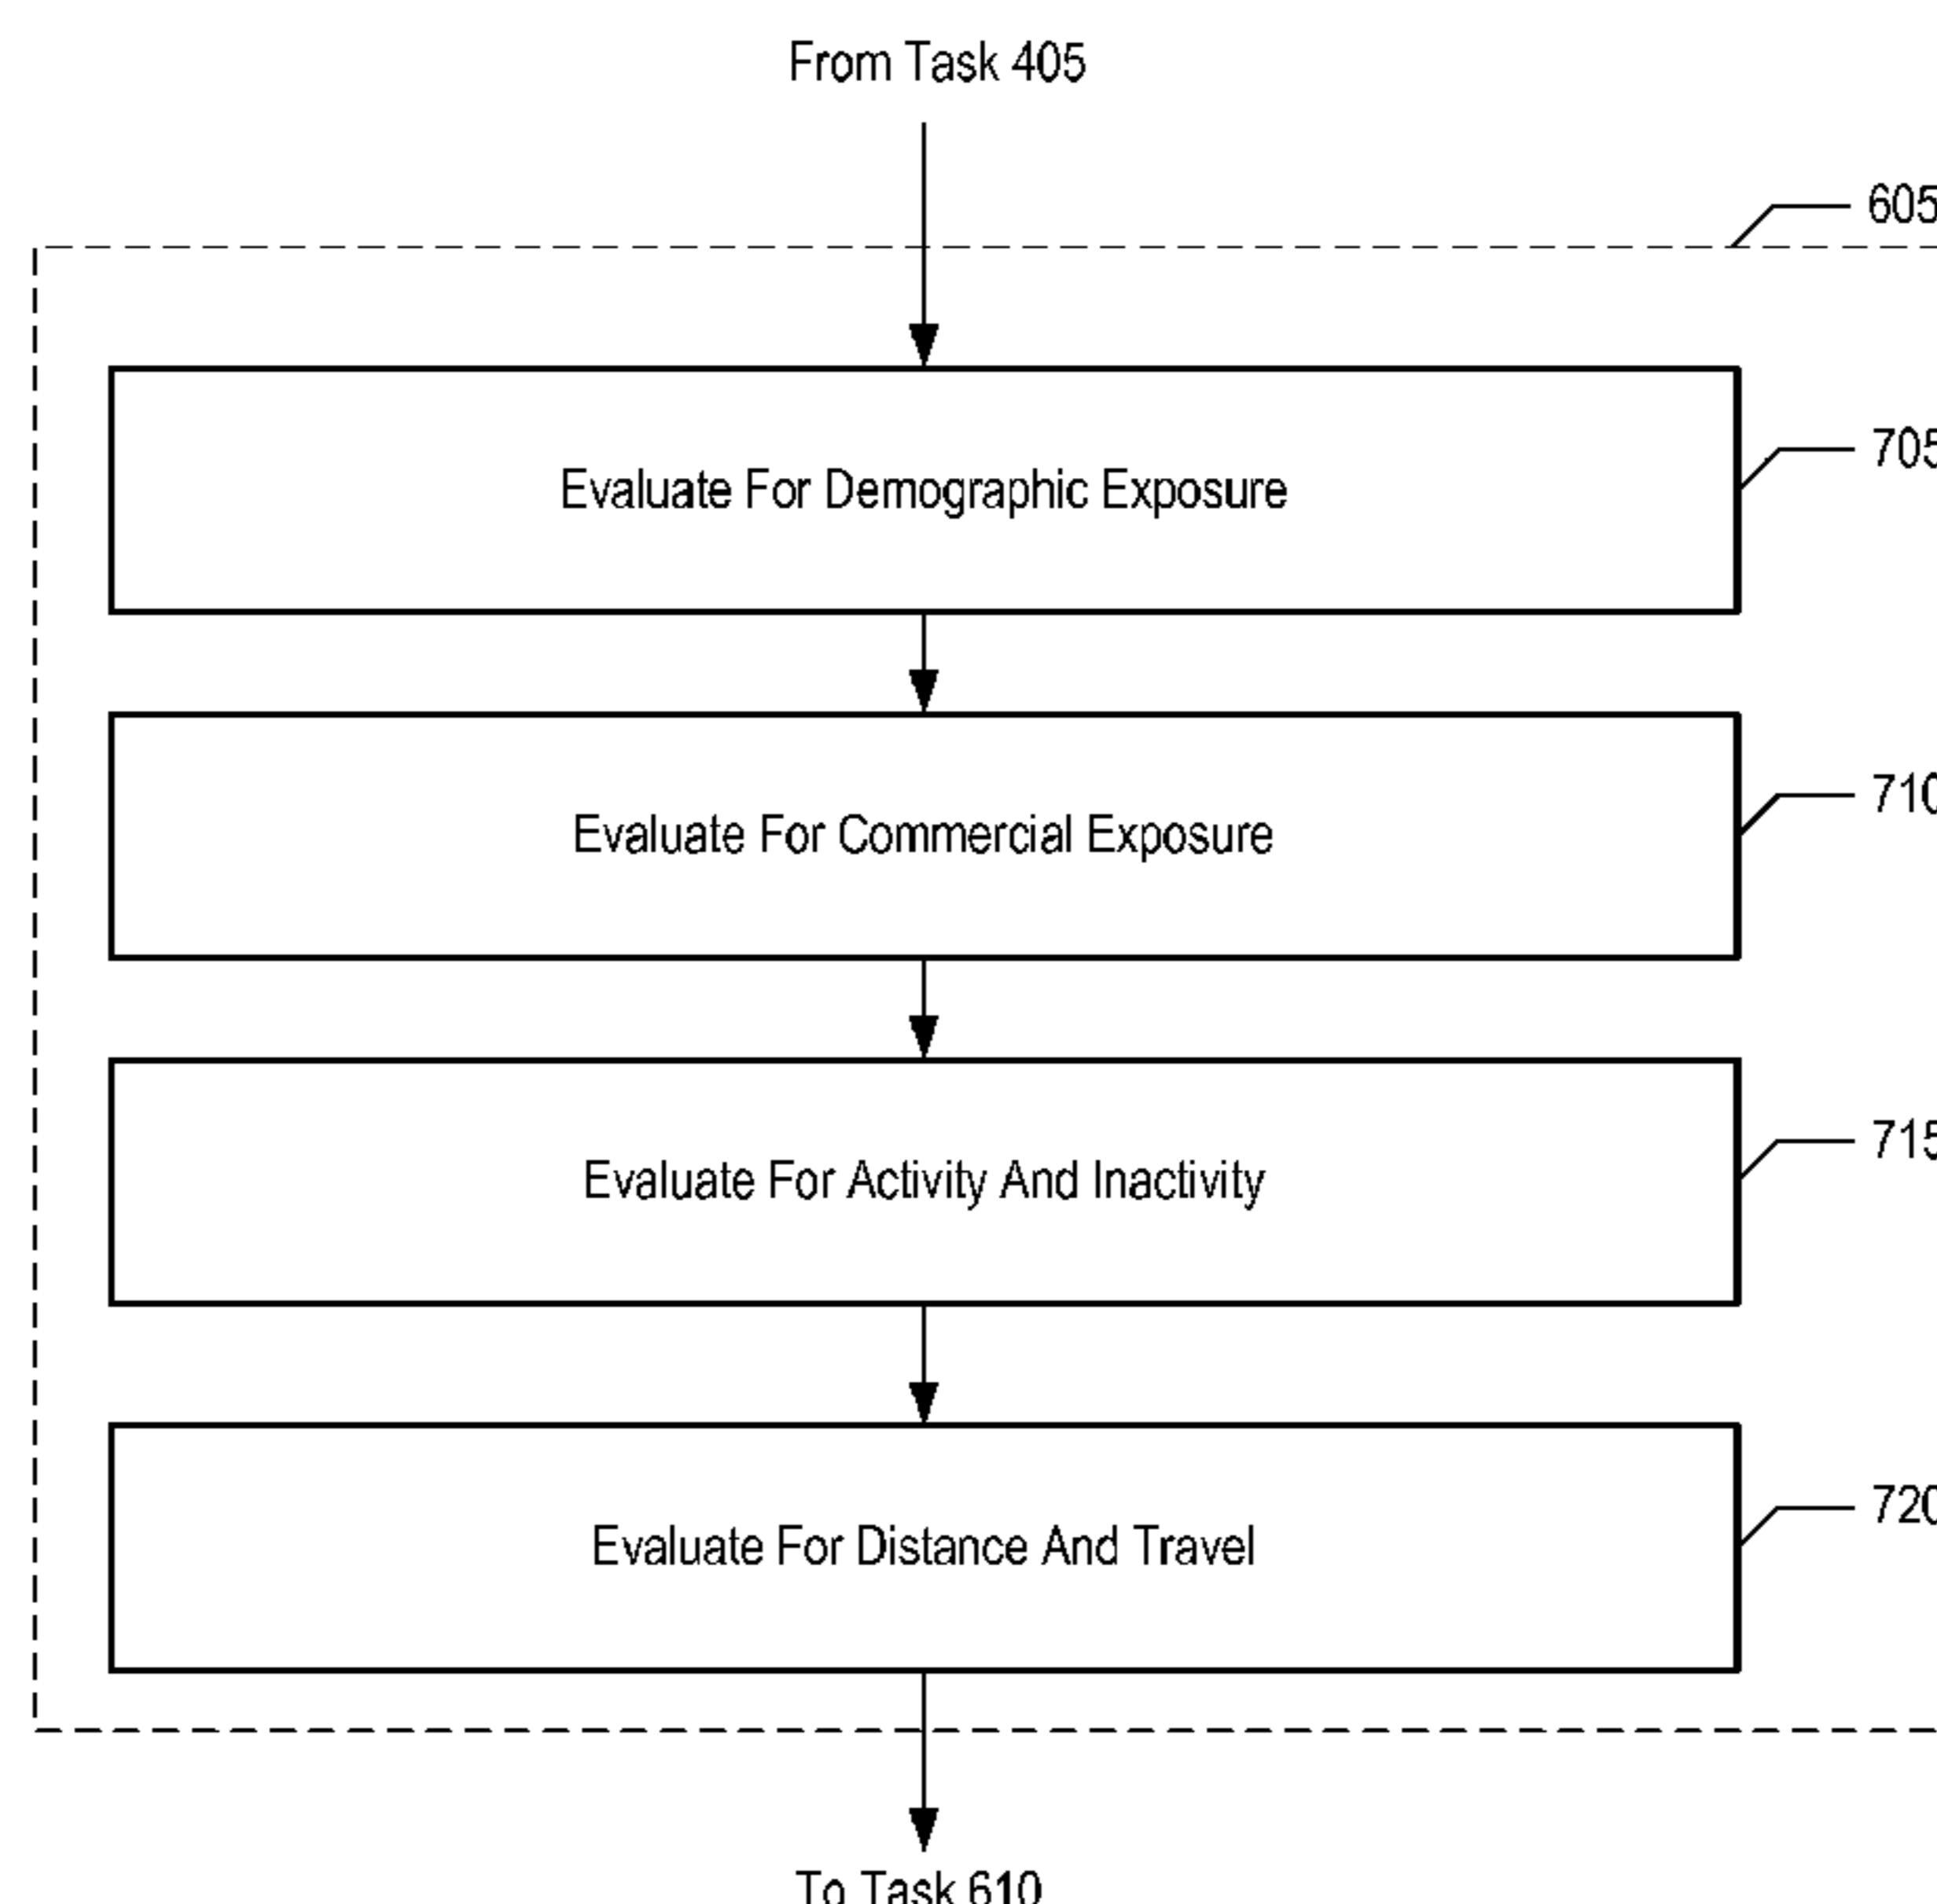 From Task 405
605
Evaluate For Demographic Exposure
705
Evaluate For Commercial Exposure
710
Evaluate For Activity And Inactivity
715
Evaluate For Distance And Travel
720
To Task 610